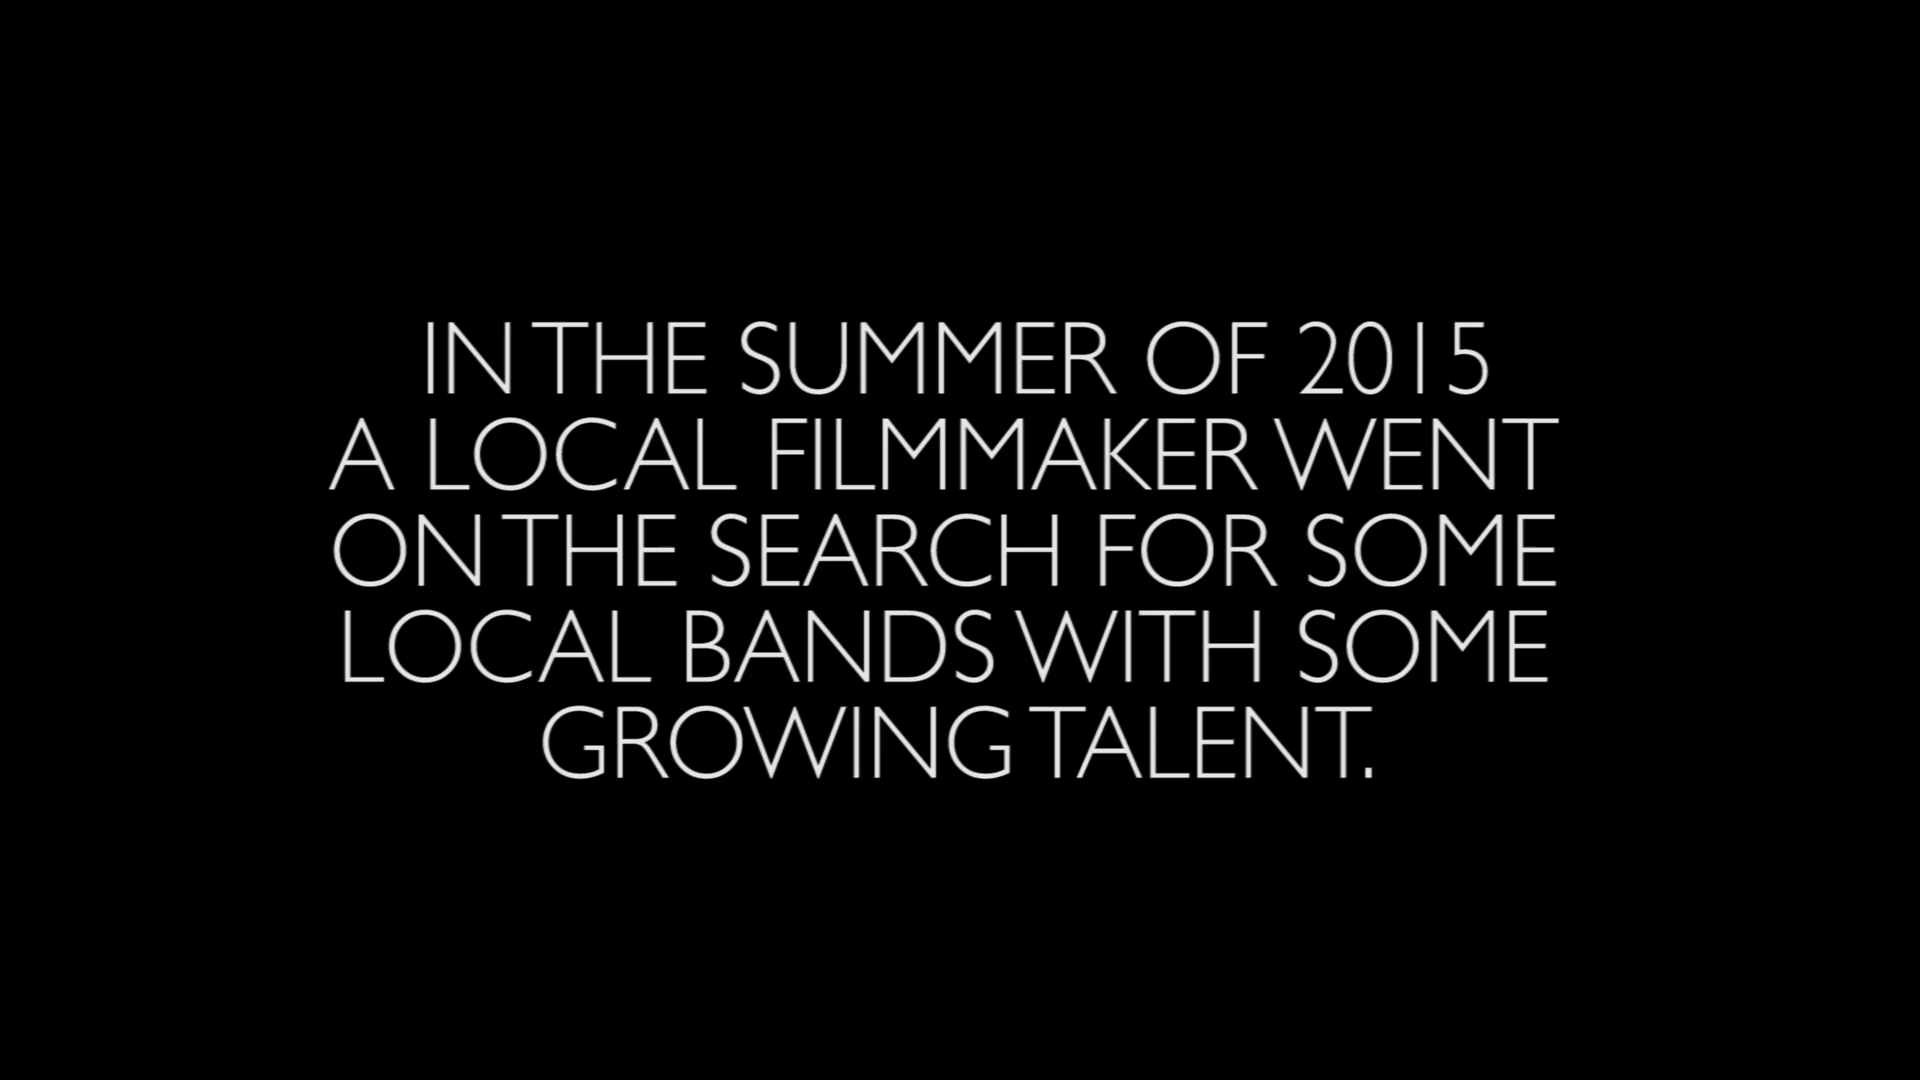 IN THE SUMMER OF 2015
A LOCAL FILMMAKER WENT
ON THE SEARCH FOR SOME
LOCAL BANDS WITH SOME
GROWING TALENT.